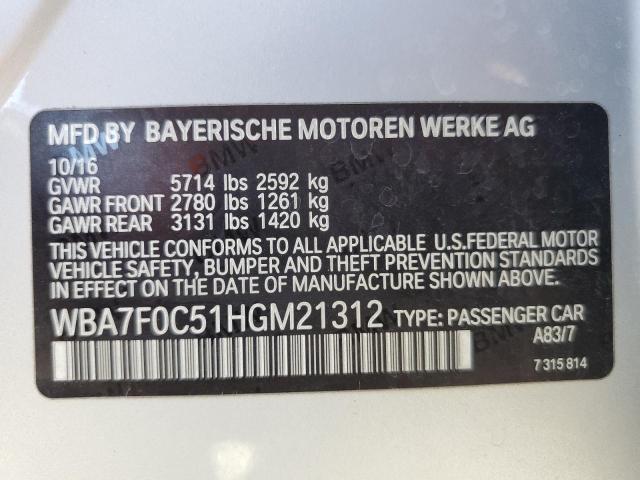 MFD BY BAYERISCHE MOTOREN WERKE AG
10/16
GVWR 5714 lbs 2592 kg
GAWR FRONT 2780 lbs 1261 kg
GAWR REAR 3131 lbs 1420 kg
THIS VEHICLE CONFORMS TO ALL APPLICABLE U.S.FEDERAL MOTOR
VEHICLE SAFETY, BUMPER AND THEFT PREVENTION STANDARDS
IN EFFECT ON THE DATE OF MANUFACTURE SHOWN ABOVE.
WBA7F0C51HGM21312 TYPE: PASSENGER CAR
A83/7
7 315 814